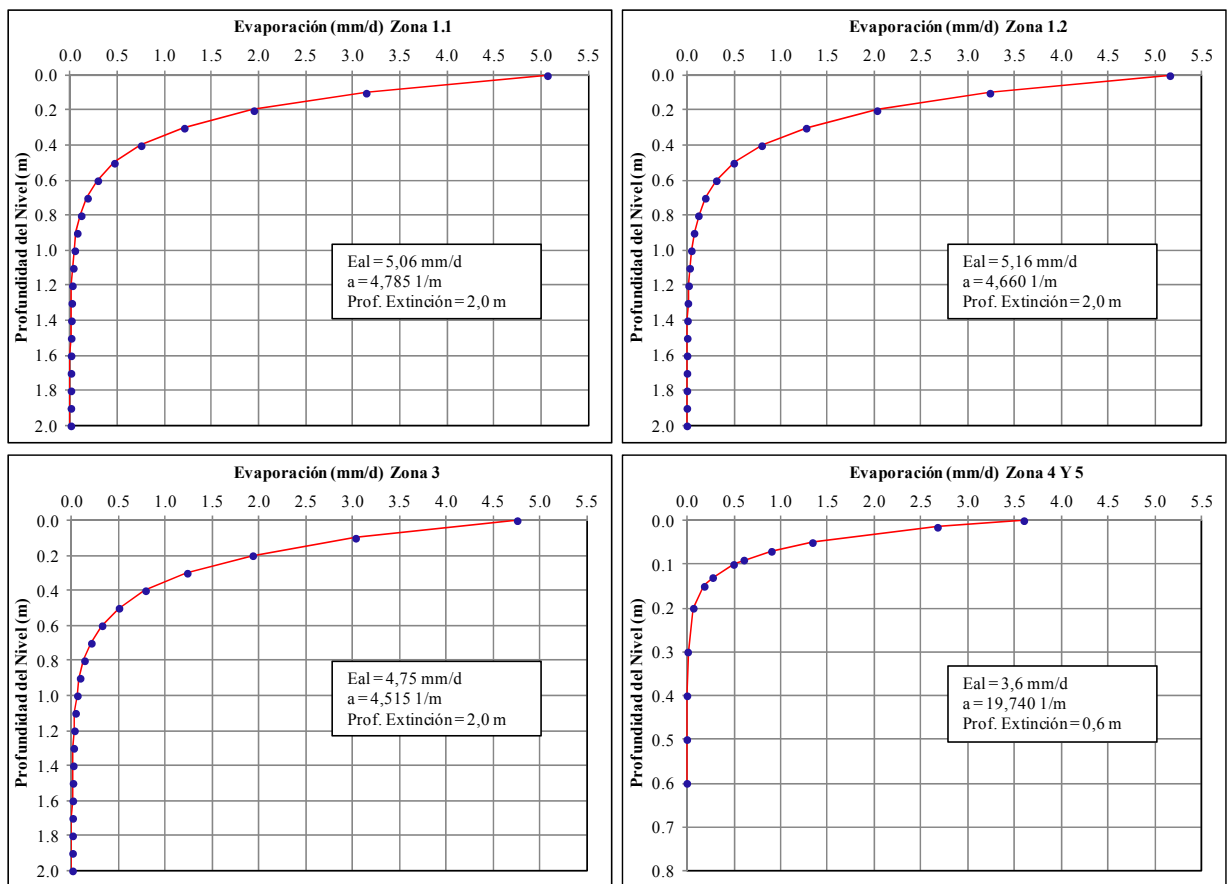 Evaporación (mm/d) Zona 1.1
0.0 0.5 1.0 1.5 2.0 2.5 3.0 3.5 4.0 4.5 5.0 5.5
Profundidad del Nivel (m)
0.0
0.2
0.4
0.6
0.8
1.0
1.2
1.4
1.6
1.8
2.0
Eal = 5,06 mm/d
a = 4,785 1/m
Prof. Extinción = 2,0 m
Evaporación (mm/d) Zona 1.2
0.0 0.5 1.0 1.5 2.0 2.5 3.0 3.5 4.0 4.5 5.0 5.5
Profundidad del Nivel (m)
0.0
0.2
0.4
0.6
0.8
1.0
1.2
1.4
1.6
1.8
2.0
Eal = 5,16 mm/d
a = 4,660 1/m
Prof. Extinción = 2,0 m
Evaporación (mm/d) Zona 3
0.0 0.5 1.0 1.5 2.0 2.5 3.0 3.5 4.0 4.5 5.0 5.5
Profundidad del Nivel (m)
0.0
0.2
0.4
0.6
0.8
1.0
1.2
1.4
1.6
1.8
2.0
Eal = 4,75 mm/d
a = 4,515 1/m
Prof. Extinción = 2,0 m
Evaporación (mm/d) Zona 4 Y 5
0.0 0.5 1.0 1.5 2.0 2.5 3.0 3.5 4.0 4.5 5.0 5.5
Profundidad del Nivel (m)
0.0
0.1
0.2
0.3
0.4
0.5
0.6
0.7
0.8
Eal = 3,6 mm/d
a = 19,740 1/m
Prof. Extinción = 0,6 m